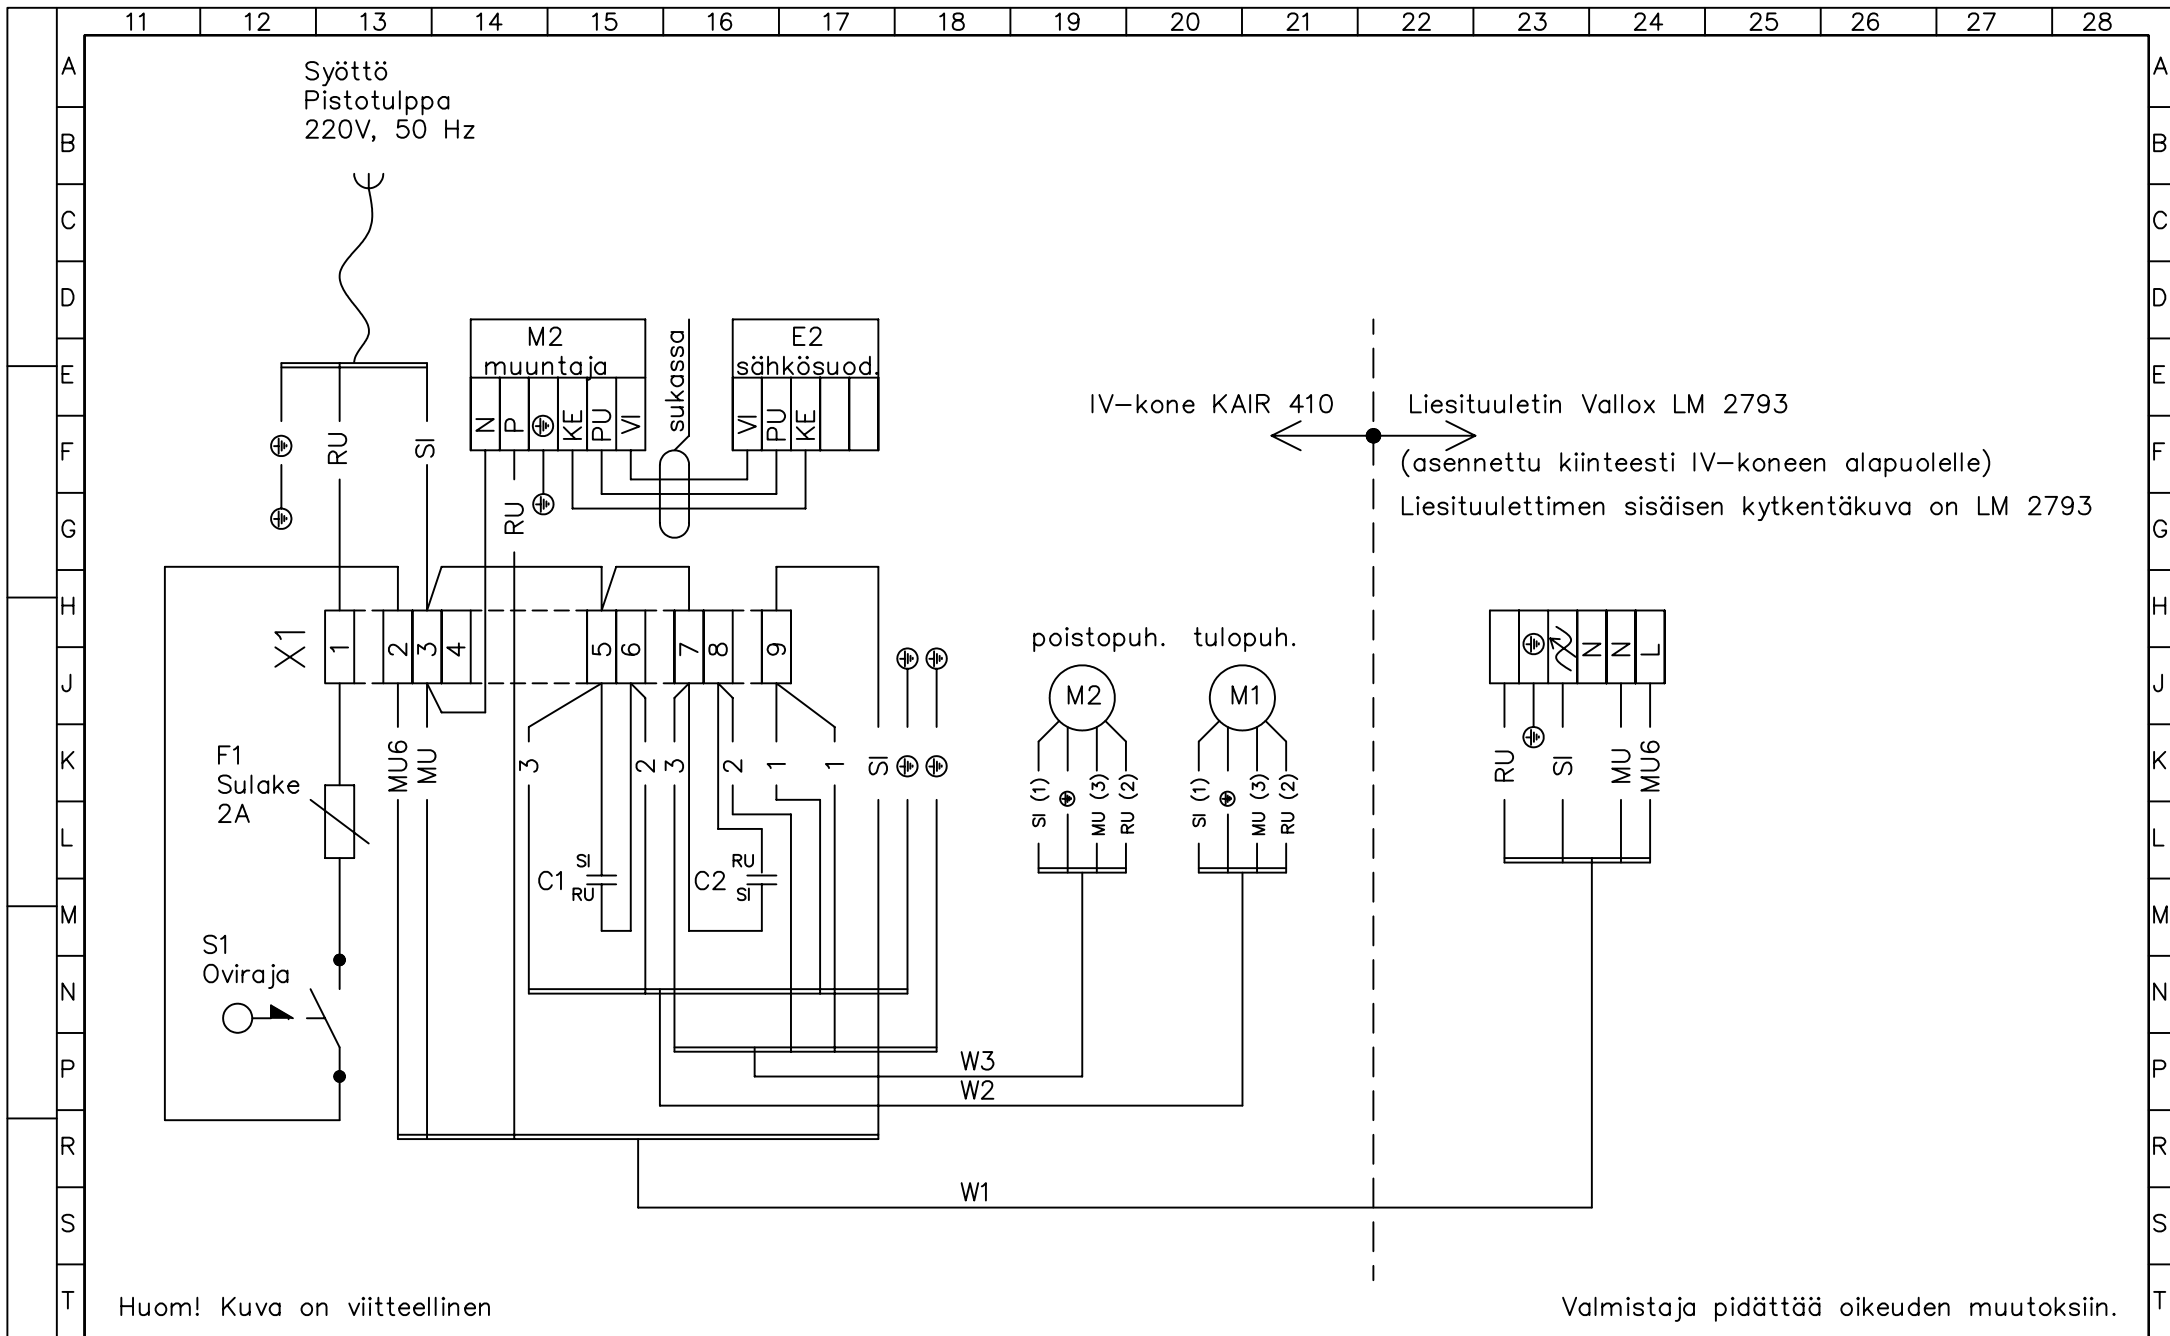 11 12 13 14 15 16 17 18 19 20 21 22 23 24 25 26 27 28
A A
Syöttö
Pistotulppa
220V, 50 Hz
B B
C C
D D
M2
muuntaja
sukassa
E2
sähkösuod.
E E
N P KE PU VI
VI PU KE
IV-kone KAIR 410
Liesituuletin Vallox LM 2793
RU SI
F F
(asennettu kiinteesti IV-koneen alapuolelle)
Liesituulettimen sisäisen kytkentäkuva on LM 2793
RU
G G
H H
X1
1 2 3 4 5 6 7 8 9
N N L
poistopuh. tulopuh.
M2 M1
J J
F1
Sulake
2A
MU6 MU 3 2 3 2 1 1 SI
K K
SI (1) MU (3) RU (2)
SI (1) MU (3) RU (2)
RU SI MU MU6
L L
C1 SI RU
C2 RU SI
M M
S1
Oviraja
N N
P P
W3
W2
R R
W1
S S
T T
Huom! Kuva on viitteellinen
Valmistaja pidättää oikeuden muutoksiin.